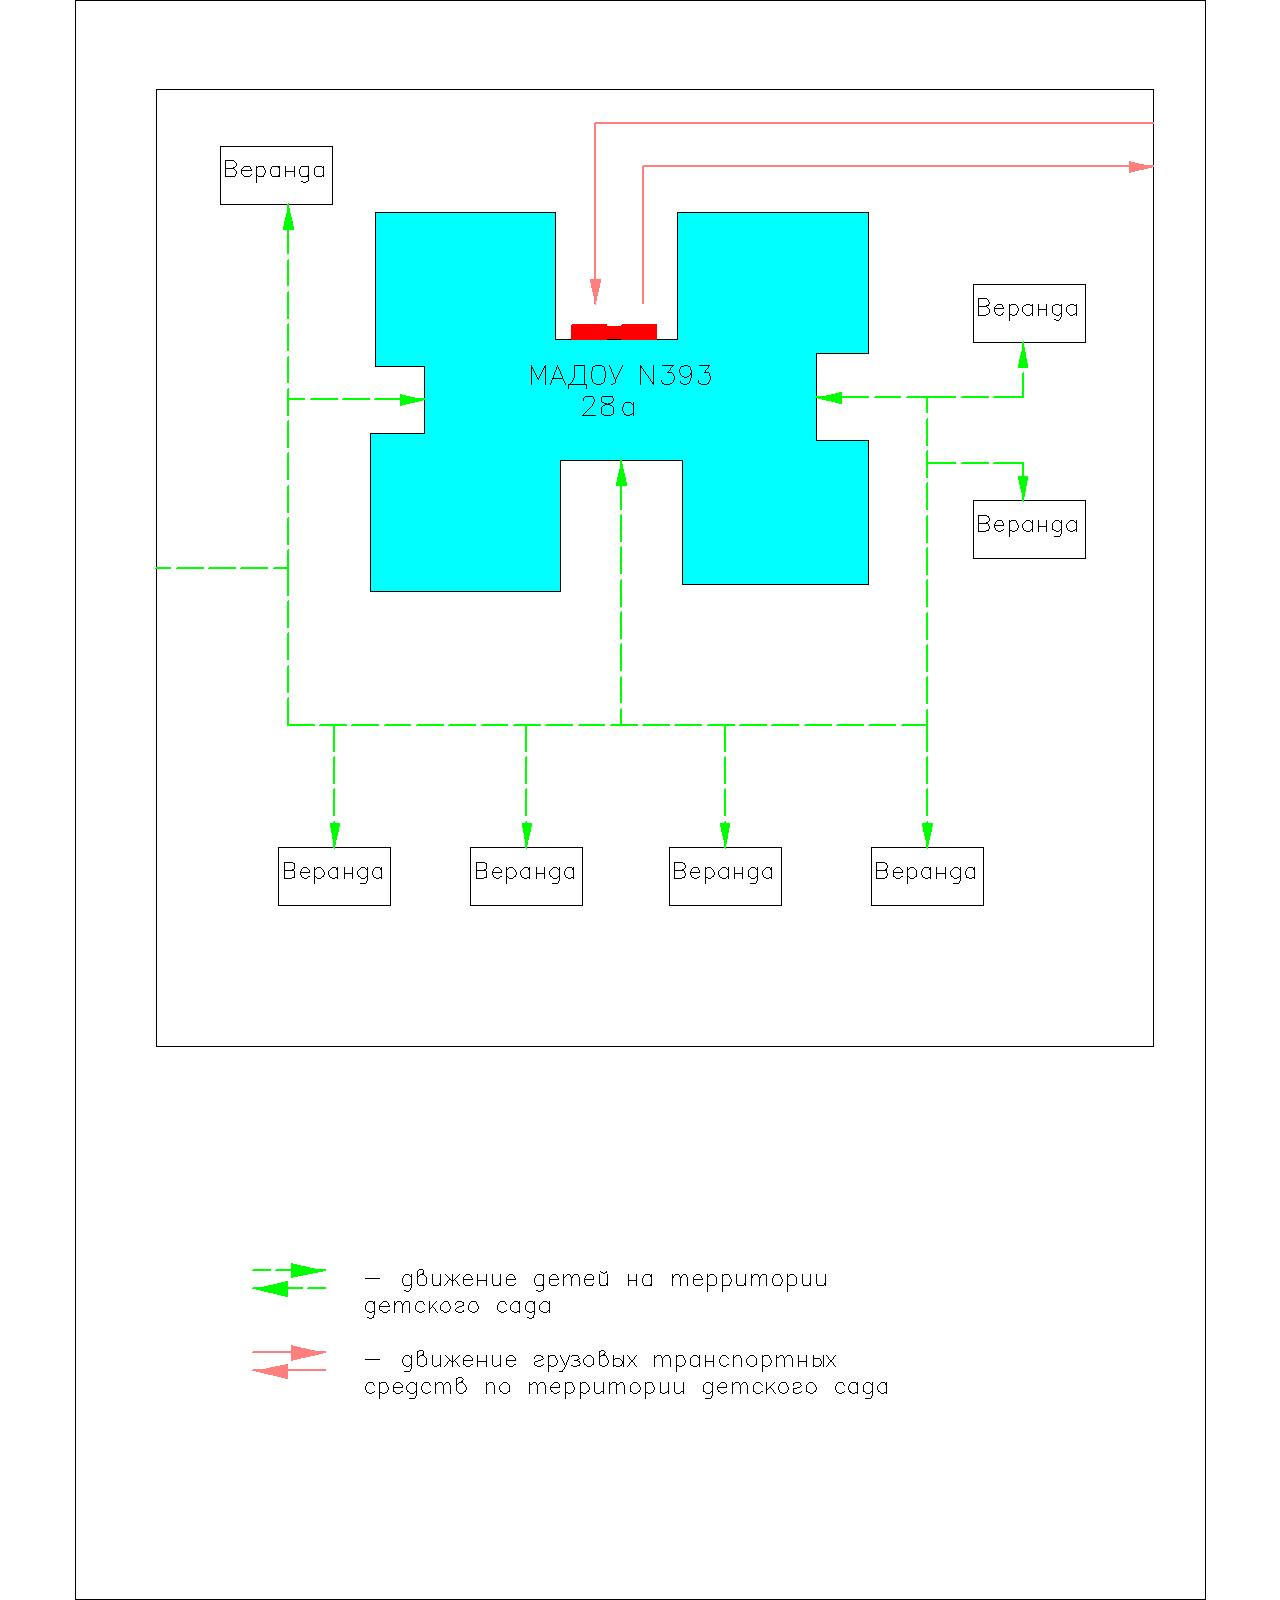 Веранда
Веранда
МАДОУ N393
28а
Веранда
Веранда
Веранда
Веранда
Веранда
– движение детей на территории
детского сада
– движение грузовых транспортных
средств по территории детского сада